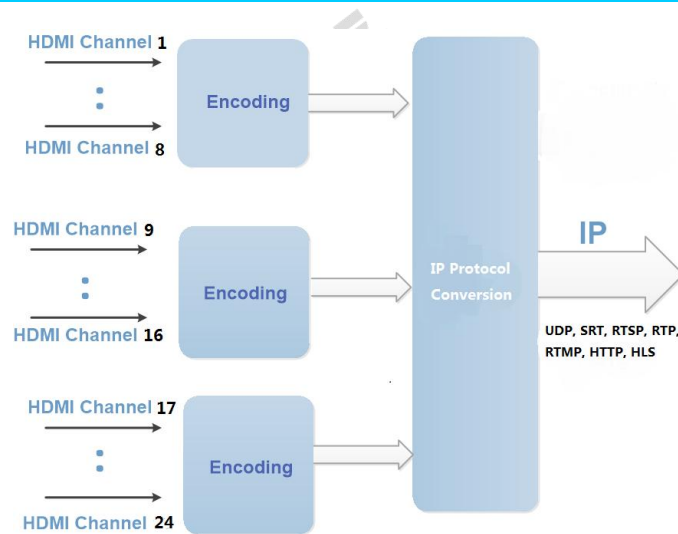 HDMI Channel 1
HDMI Channel 8
Encoding
HDMI Channel 9
HDMI Channel 16
Encoding
HDMI Channel 17
HDMI Channel 24
Encoding
IP Protocol
Conversion
IP
UDP, SRT, RTSP, RTP,
RTMP, HTTP, HLS